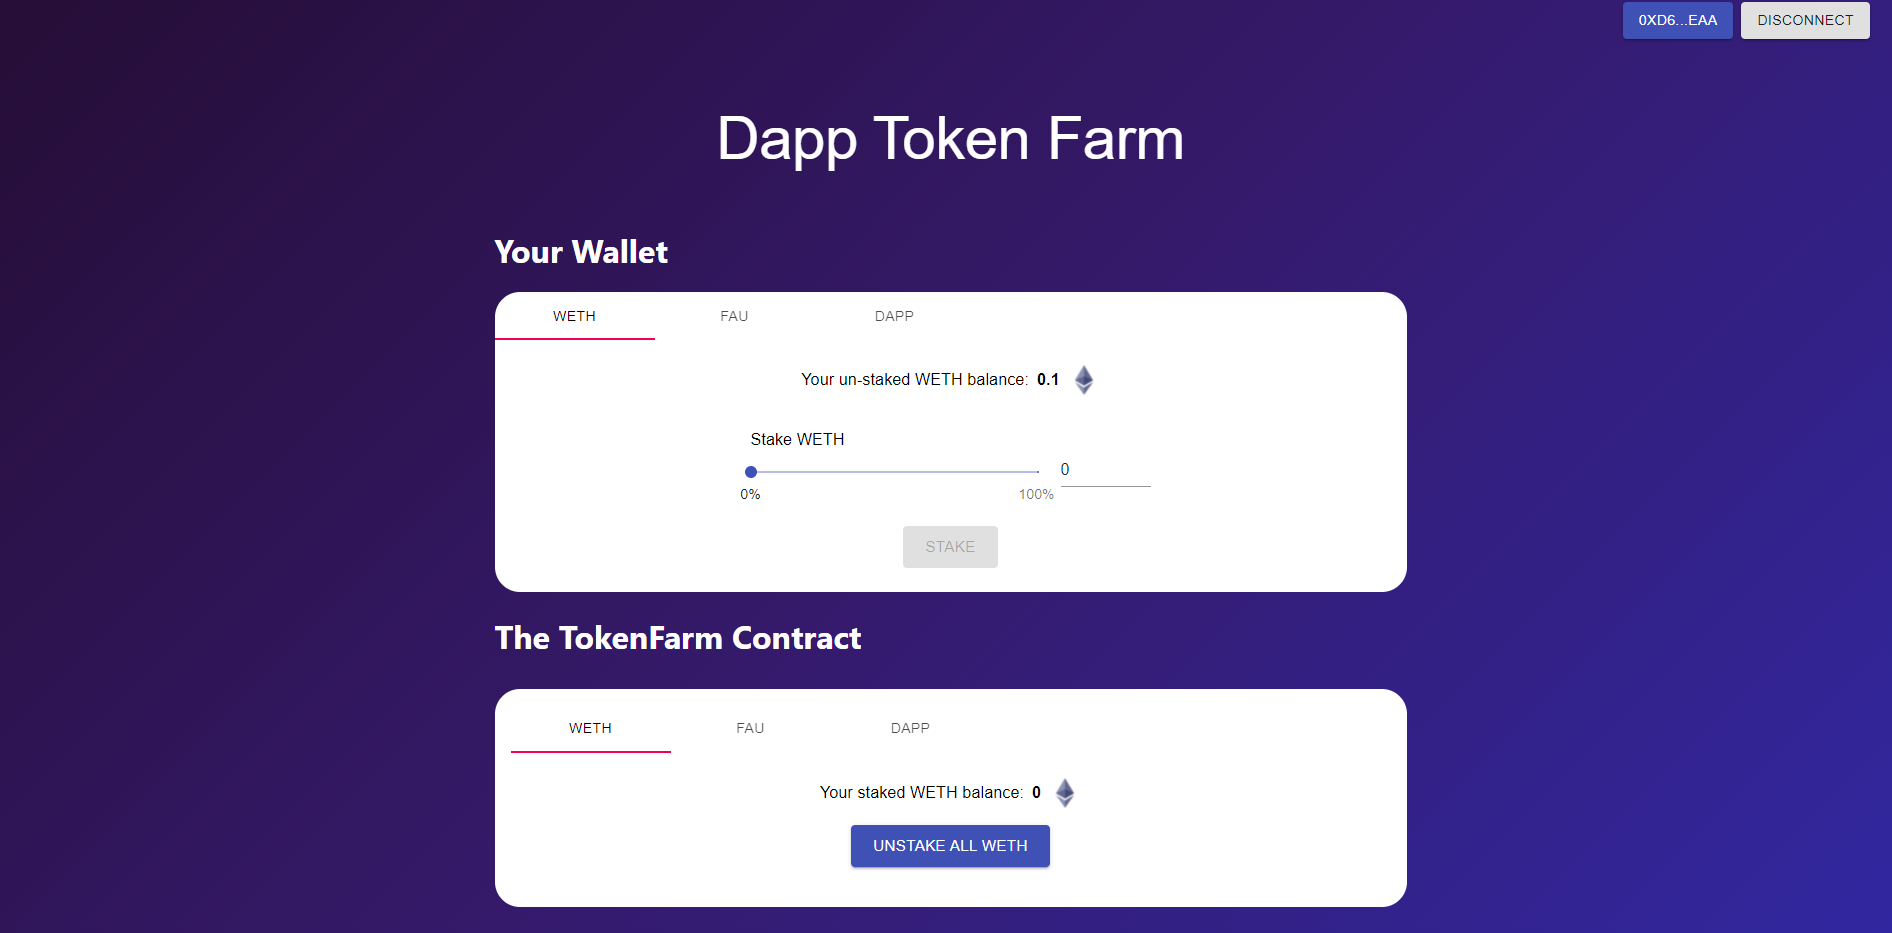 0XD6...EAA DISCONNECT
Dapp Token Farm
Your Wallet
WETH FAU DAPP
Your un-staked WETH balance: 0.1
Stake WETH
0
0% 100%
STAKE
The TokenFarm Contract
WETH FAU DAPP
Your staked WETH balance: 0
UNSTAKE ALL WETH